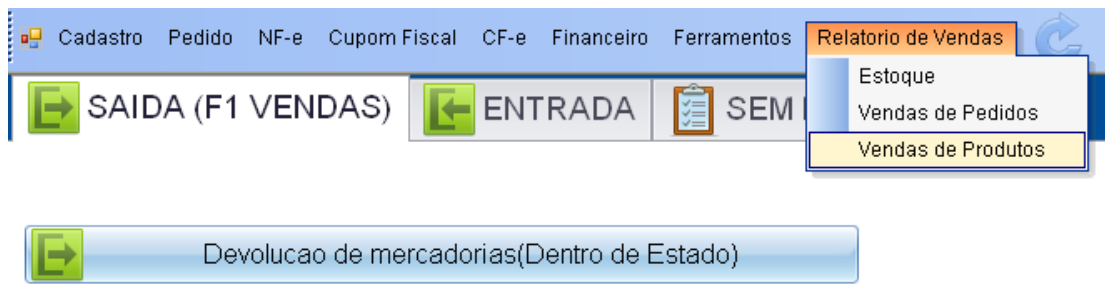 Cadastro Pedido NF-e Cupom Fiscal CF-e Financeiro Ferramentos Relatorio de Vendas
Estoque
SAIDA (F1 VENDAS) ENTRADA SEM
Vendas de Pedidos
Vendas de Produtos
Devolucao de mercadorias(Dentro de Estado)